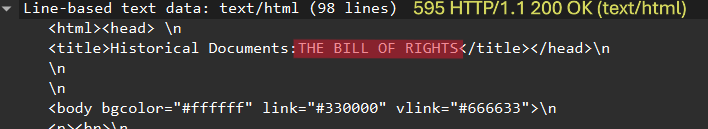 Line-based text data: text/html (98 lines) 595 HTTP/1.1 200 OK (text/html)
<html><head> \n
<title>Historical Documents:THE BILL OF RIGHTS</title></head>\n
\n
\n
<body bgcolor="#ffffff" link="#330000" vlink="#666633">\n
<p><br>\n